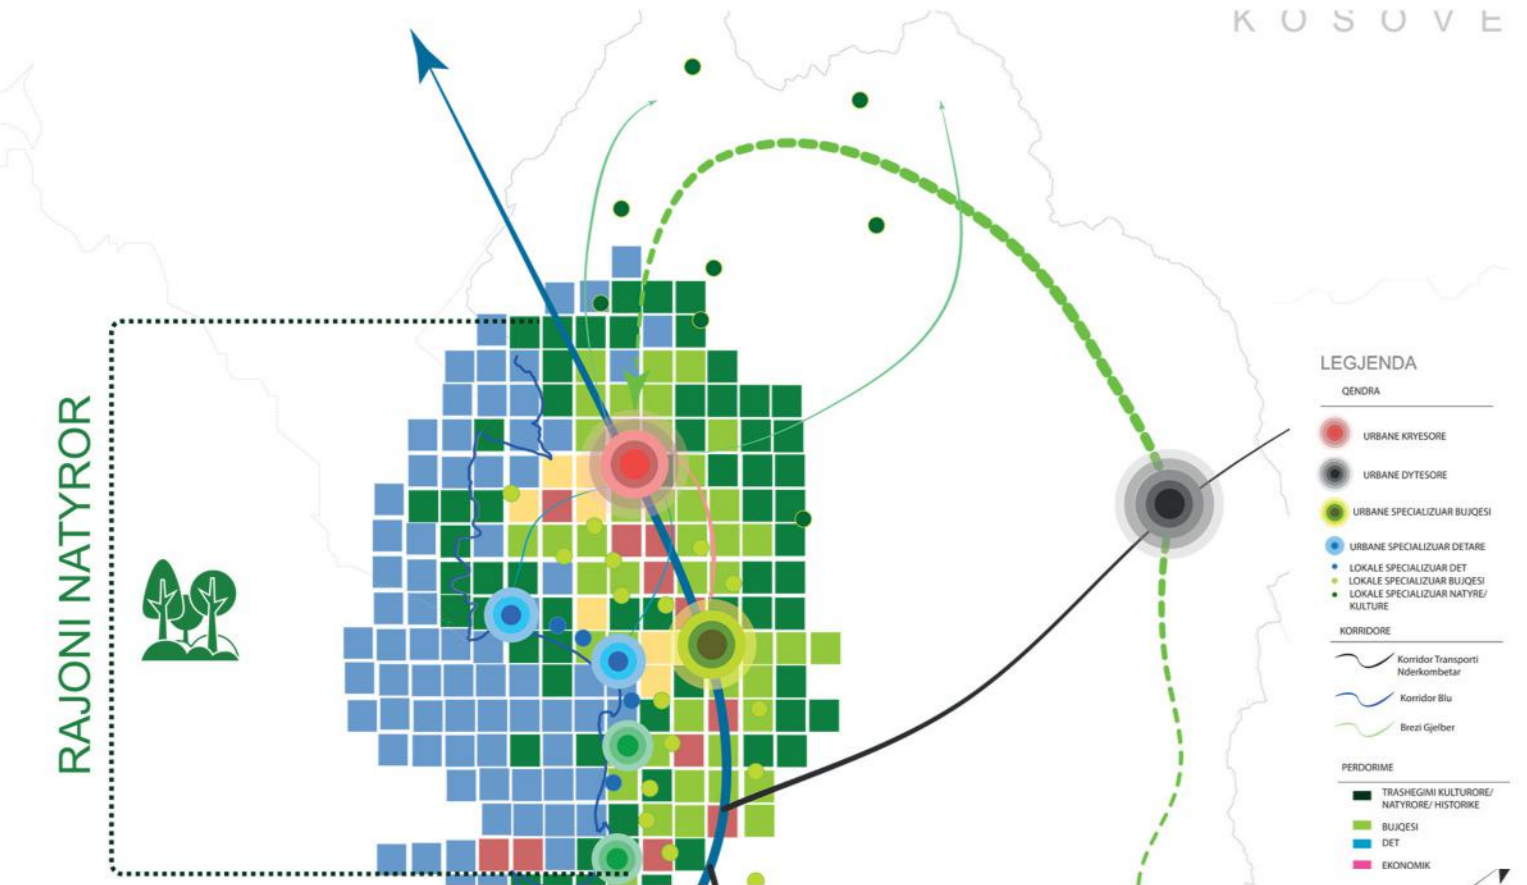 KOSOVE
RAJONI NATYROR
LEGJENDA
QENDRA
URBANE KRYESORE
URBANE DYTESORE
URBANE SPECIALIZUAR BUJQESI
URBANE SPECIALIZUAR DETARE
LOKALE SPECIALIZUAR DET
LOKALE SPECIALIZUAR BUJQESI
LOKALE SPECIALIZUAR NATYRE/
KULTURE
KORRIDORE
Korridor Transporti
Nderkombetar
Korridor Blu
Brezi Gjelber
PERDORIME
TRASHEGIMI KULTURORE/
NATYRORE/ HISTORIKE
BUJQESI
DET
EKONOMIK